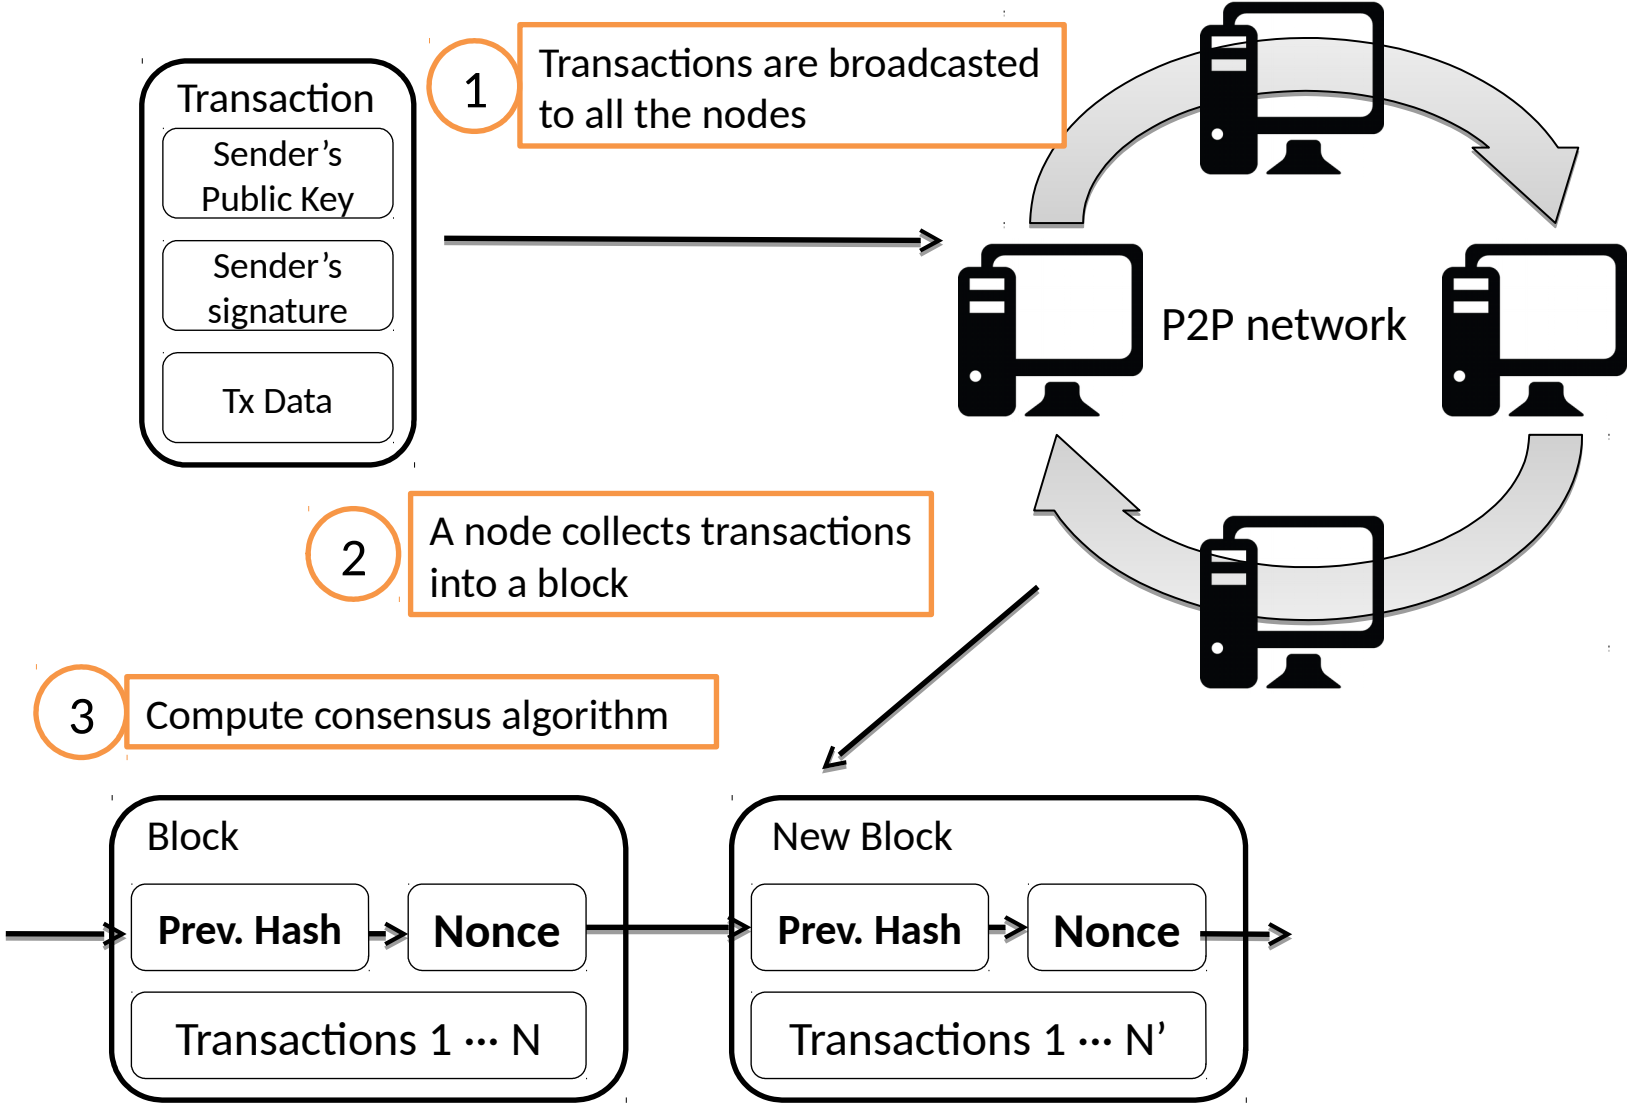 Transaction
Sender’s
Public Key
Sender’s
signature
Tx Data
1
Transactions are broadcasted
to all the nodes
P2P network
2
A node collects transactions
into a block
3
Compute consensus algorithm
Block
Prev. Hash
Nonce
Transactions 1 ··· N
New Block
Prev. Hash
Nonce
Transactions 1 ··· N’